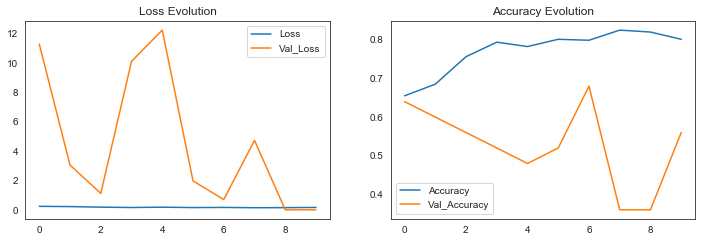 Loss Evolution
12
10
8
6
4
2
0
0 2 4 6 8
Loss
Val_Loss
Accuracy Evolution
0.8
0.7
0.6
0.5
0.4
0 2 4 6 8
Accuracy
Val_Accuracy